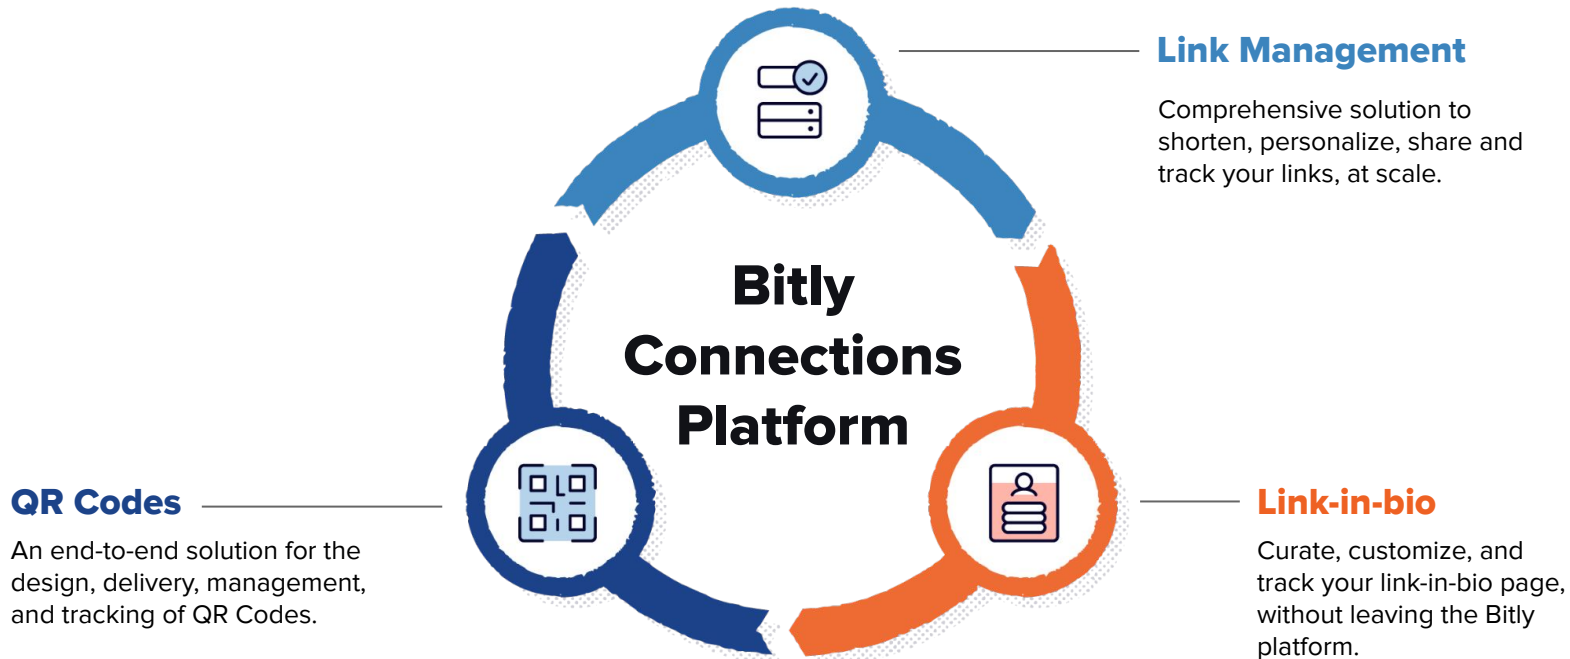 Link Management
Comprehensive solution to
shorten, personalize, share and
track your links, at scale.
Bitly
Connections
Platform
QR Codes
An end-to-end solution for the
design, delivery, management,
and tracking of QR Codes.
Link-in-bio
Curate, customize, and
track your link-in-bio page,
without leaving the Bitly
platform.